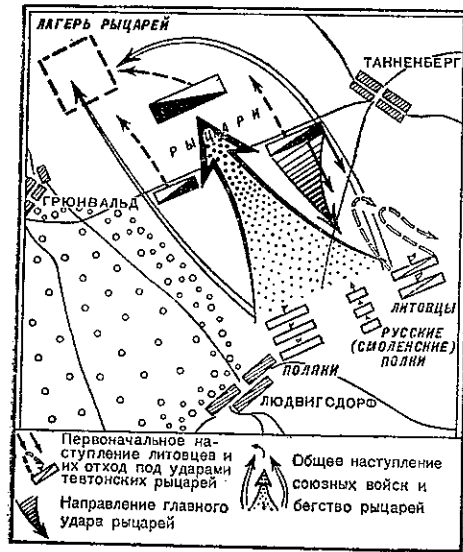 ЛАГЕРЬ РЫЦАРЕЙ
ТАННЕНБЕРГ
РЫЦАРИ
ГРЮНВАЛЬД
ЛИТОВЦЫ
РУССКИЕ
(СМОЛЕНСКИЕ)
ПОЛКИ
ПОЛЯКИ
ЛЮДВИГСДОРФ
Первоначальное на-
ступление литовцев и
их отход под ударами
тевтонских рыцарей
Направление главного
удара рыцарей
Общее наступление
союзных войск и
бегство рыцарей